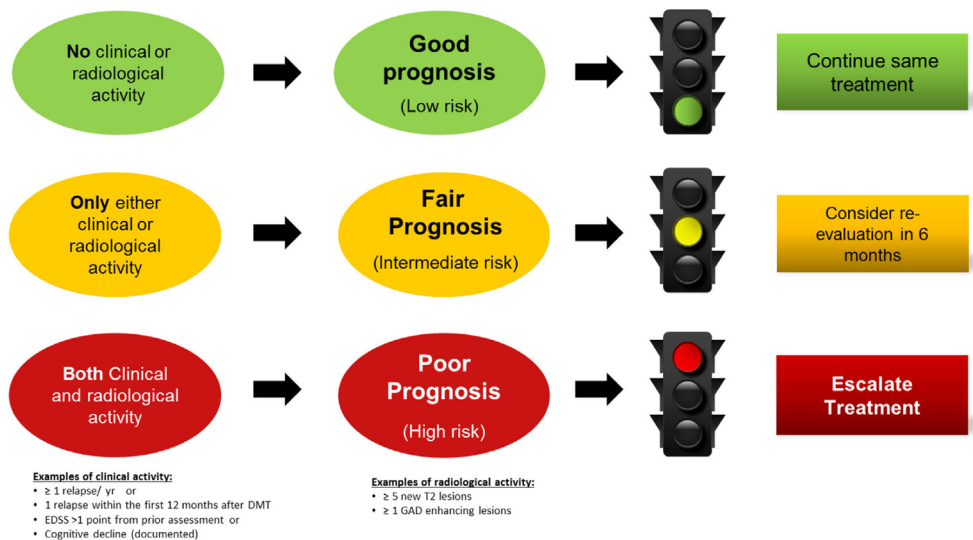 No clinical or
radiological
activity
Good
prognosis
(Low risk)
Continue same
treatment
Only either
clinical or
radiological
activity
Fair
Prognosis
(Intermediate risk)
Consider re-
evaluation in 6
months
Both Clinical
and radiological
activity
Poor
Prognosis
(High risk)
Escalate
Treatment
Examples of clinical activity:
• ≥ 1 relapse/ yr or
• 1 relapse within the first 12 months after DMT
• EDSS >1 point from prior assessment or
• Cognitive decline (documented)
Examples of radiological activity:
• ≥ 5 new T2 lesions
• ≥ 1 GAD enhancing lesions